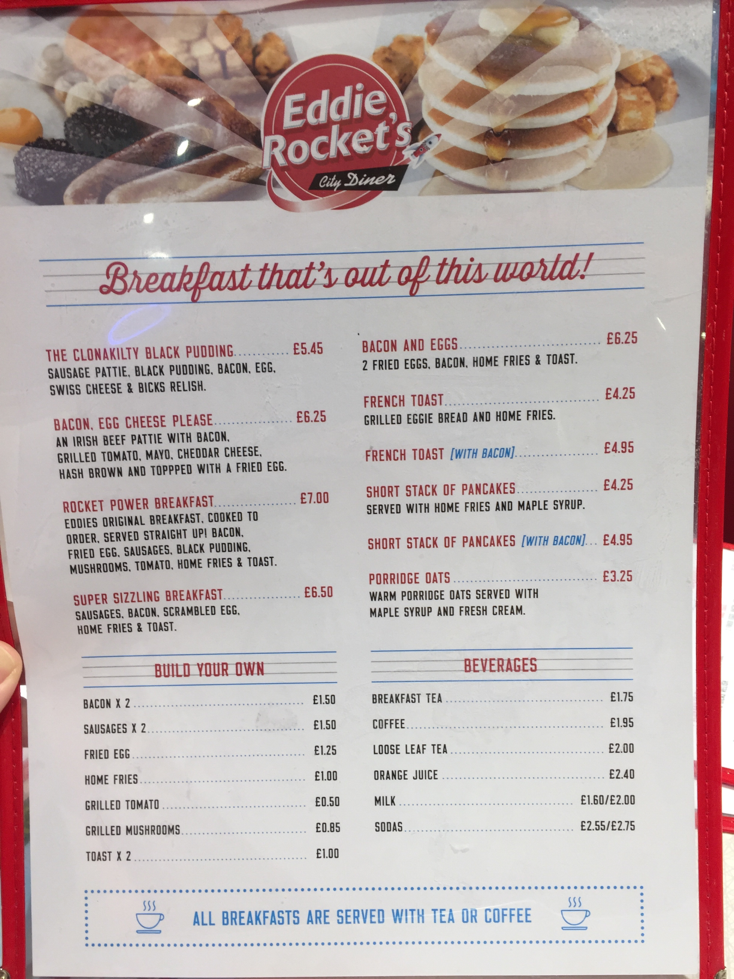 Eddie
Rocket's
City Diner
Breakfast that's out of this world!
THE CLONAKILTY BLACK PUDDING............ £5.45
SAUSAGE PATTIE, BLACK PUDDING, BACON, EGG,
SWISS CHEESE & BICKS RELISH.
BACON, EGG CHEESE PLEASE.................. £6.25
AN IRISH BEEF PATTIE WITH BACON,
GRILLED TOMATO, MAYO, CHEDDAR CHEESE,
HASH BROWN AND TOPPPED WITH A FRIED EGG.
ROCKET POWER BREAKFAST........................ £7.00
EDDIES ORIGINAL BREAKFAST, COOKED TO
ORDER, SERVED STRAIGHT UP! BACON,
FRIED EGG, SAUSAGES, BLACK PUDDING,
MUSHROOMS, TOMATO, HOME FRIES & TOAST.
SUPER SIZZLING BREAKFAST.................. £6.50
SAUSAGES, BACON, SCRAMBLED EGG,
HOME FRIES & TOAST.
BACON AND EGGS................................ £6.25
2 FRIED EGGS, BACON, HOME FRIES & TOAST.
FRENCH TOAST.................................... £4.25
GRILLED EGGIE BREAD AND HOME FRIES.
FRENCH TOAST [WITH BACON].................... £4.95
SHORT STACK OF PANCAKES.................. £4.25
SERVED WITH HOME FRIES AND MAPLE SYRUP.
SHORT STACK OF PANCAKES [WITH BACON]... £4.95
PORRIDGE OATS.................................. £3.25
WARM PORRIDGE OATS SERVED WITH
MAPLE SYRUP AND FRESH CREAM.
BUILD YOUR OWN
BACON X 2........................................ £1.50
SAUSAGES X 2.................................... £1.50
FRIED EGG........................................ £1.25
HOME FRIES...................................... £1.00
GRILLED TOMATO................................ £0.50
GRILLED MUSHROOMS............................ £0.85
TOAST X 2........................................ £1.00
BEVERAGES
BREAKFAST TEA.................................. £1.75
COFFEE............................................ £1.95
LOOSE LEAF TEA................................ £2.00
ORANGE JUICE.................................. £2.40
MILK.......................................... £1.60/£2.00
SODAS........................................ £2.55/£2.75
ALL BREAKFASTS ARE SERVED WITH TEA OR COFFEE